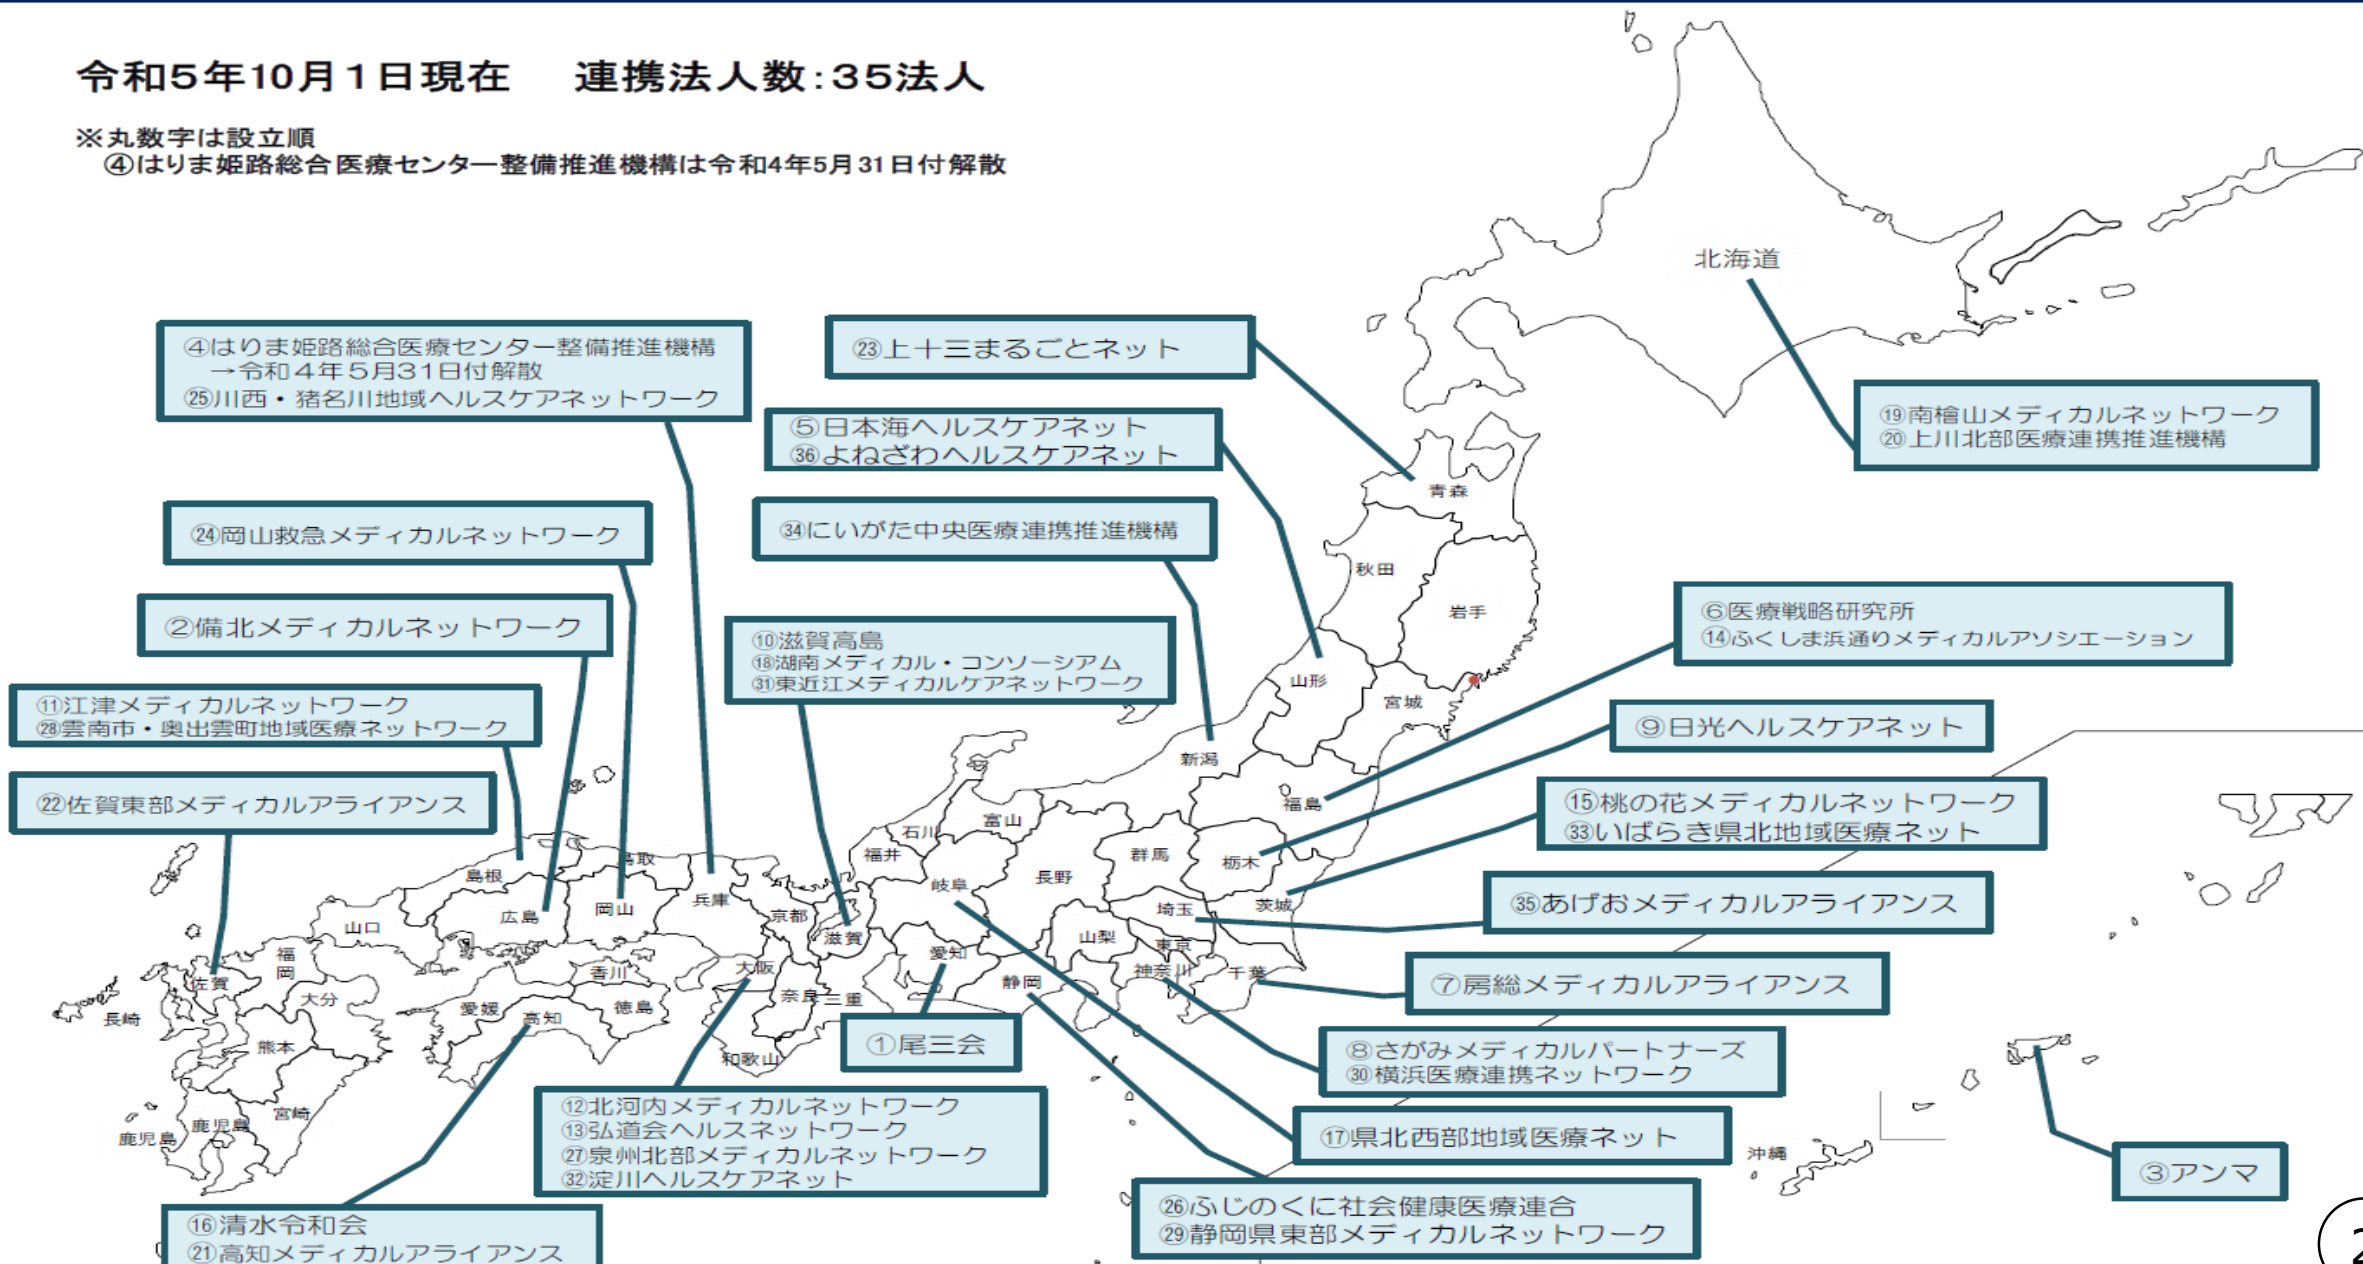 令和5年10月1日現在　連携法人数:35法人
※丸数字は設立順
④はりま姫路総合医療センター整備推進機構は令和4年5月31日付解散
北海道
④はりま姫路総合医療センター整備推進機構
→令和４年５月31日付解散
㉕川西・猪名川地域ヘルスケアネットワーク
㉓上十三まるごとネット
⑤日本海ヘルスケアネット
㊱よねざわヘルスケアネット
⑲南檜山メディカルネットワーク
⑳上川北部医療連携推進機構
青森
㉔岡山救急メディカルネットワーク
㉞にいがた中央医療連携推進機構
秋田
岩手
②備北メディカルネットワーク
⑩滋賀高島
⑱湖南メディカル・コンソーシアム
㉛東近江メディカルケアネットワーク
⑥医療戦略研究所
⑭ふくしま浜通りメディカルアソシエーション
山形
宮城
⑪江津メディカルネットワーク
㉘雲南市・奥出雲町地域医療ネットワーク
⑨日光ヘルスケアネット
新潟
㉒佐賀東部メディカルアライアンス
福島
⑮桃の花メディカルネットワーク
㉝いばらき県北地域医療ネット
石川
富山
福井
群馬
栃木
鳥取
島根
岐阜
長野
兵庫
岡山
広島
京都
埼玉
茨城
㉟あげおメディカルアライアンス
山口
滋賀
山梨
東京
愛知
福岡
大阪
香川
神奈川
千葉
佐賀
静岡
⑦房総メディカルアライアンス
大分
奈良
三重
愛媛
徳島
高知
長崎
熊本
和歌山
①尾三会
⑧さがみメディカルパートナーズ
㉚横浜医療連携ネットワーク
宮崎
鹿児島
鹿児島
⑫北河内メディカルネットワーク
⑬弘道会ヘルスネットワーク
㉗泉州北部メディカルネットワーク
㉜淀川ヘルスケアネット
⑰県北西部地域医療ネット
沖縄
③アンマ
㉖ふじのくに社会健康医療連合
㉙静岡県東部メディカルネットワーク
⑯清水令和会
㉑高知メディカルアライアンス